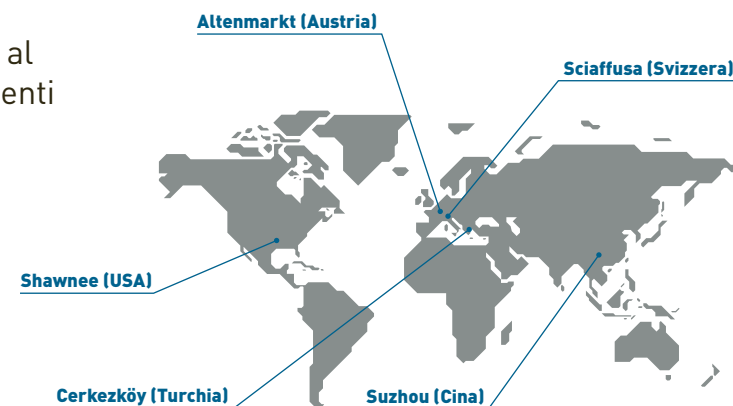 Altenmarkt (Austria)
al
enti
Sciaffusa (Svizzera)
Shawnee (USA)
Cerkezköy (Turchia)
Suzhou (Cina)